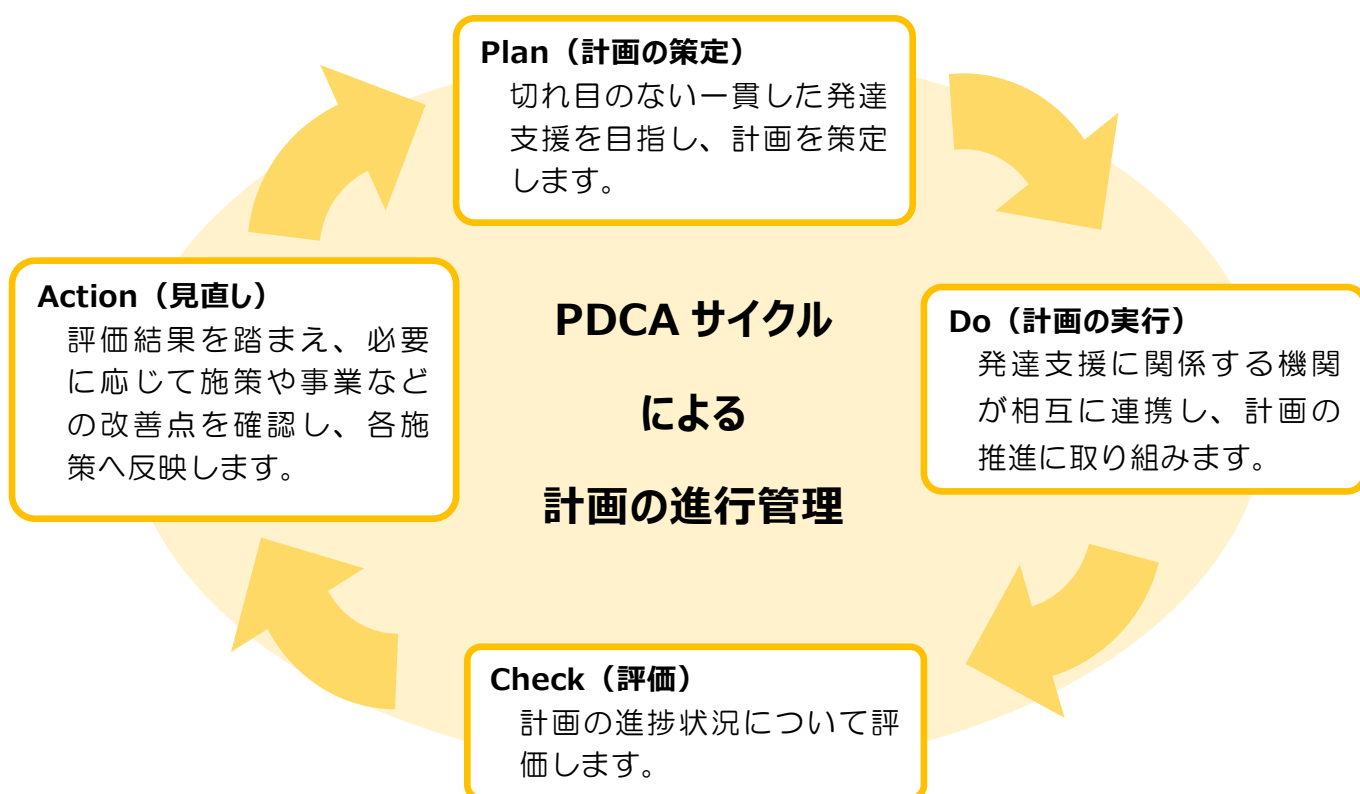 Plan（計画の策定）
切れ目のない一貫した発達
支援を目指し、計画を策定
します。
Action（見直し）
評価結果を踏まえ、必要
に応じて施策や事業などの
改善点を確認し、各施
策へ反映します。
PDCA サイクル
による
計画の進行管理
Do（計画の実行）
発達支援に関係する機関
が相互に連携し、計画の
推進に取り組みます。
Check（評価）
計画の進捗状況について評
価します。